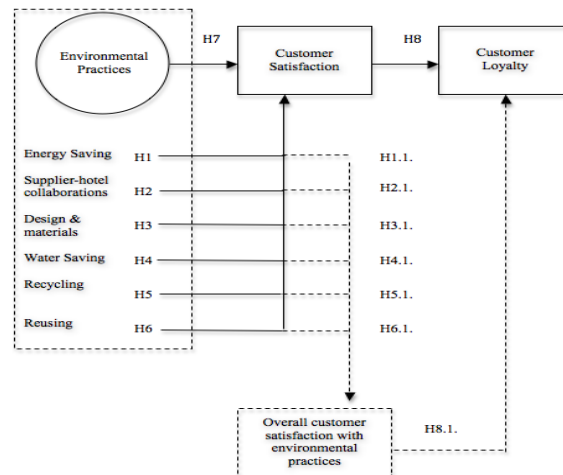 H7
H8
Environmental
Practices
Customer
Satisfaction
Customer
Loyalty
Energy Saving
H1
H1.1.
Supplier-hotel
collaborations
H2
H2.1.
Design &
materials
H3
H3.1.
Water Saving
H4
H4.1.
Recycling
H5
H5.1.
Reusing
H6
H6.1.
Overall customer
satisfaction with
environmental
practices
H8.1.